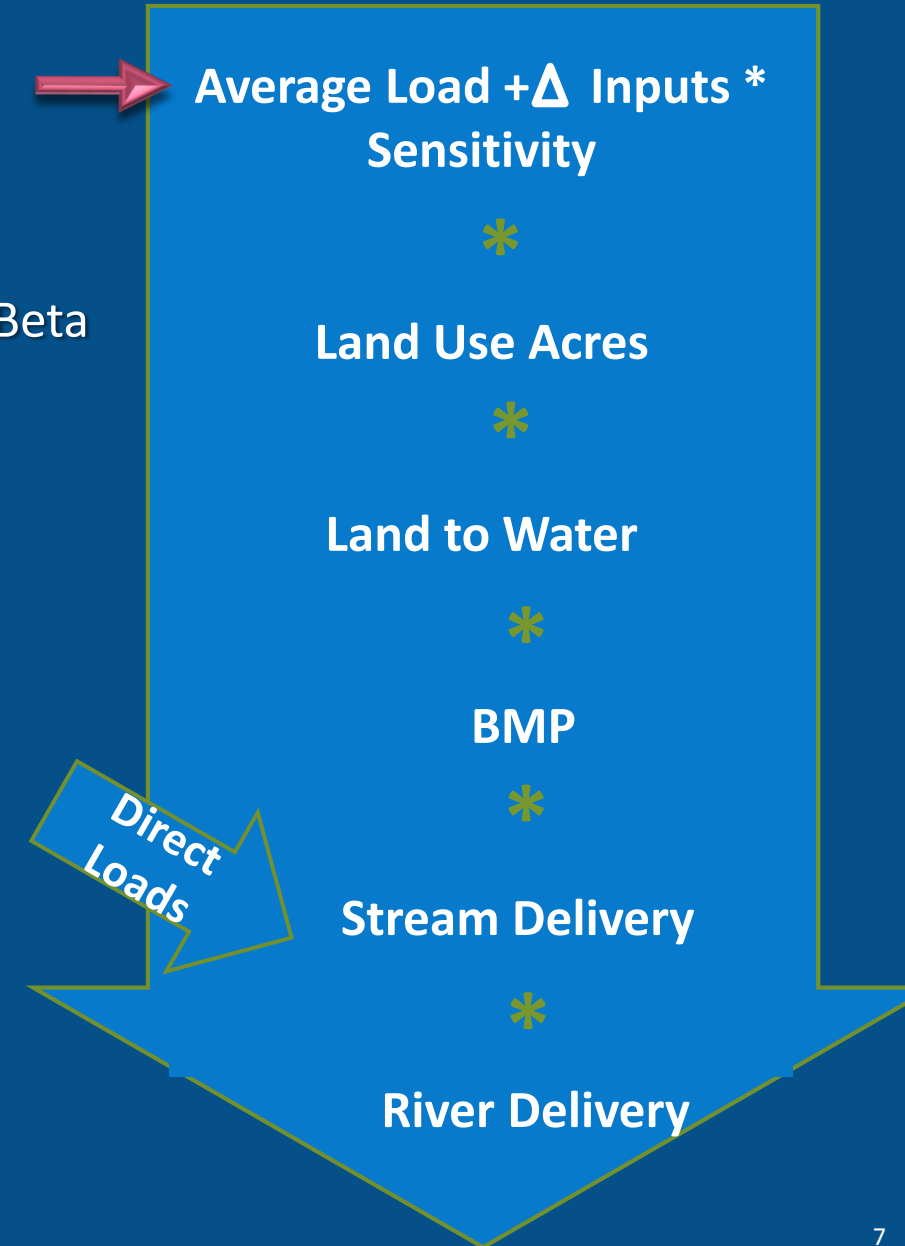 Average Load +Δ Inputs *
Sensitivity
*
Beta
Land Use Acres
*
Land to Water
*
BMP
*
Direct
Loads
Stream Delivery
*
River Delivery
7